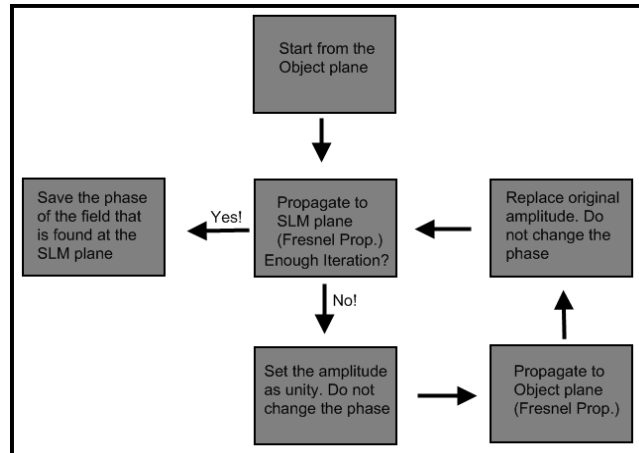 Start from the
Object plane
Save the phase
of the field that
is found at the
SLM plane
Yes!
Propagate to
SLM plane
(Fresnel Prop.)
Enough Iteration?
Replace original
amplitude. Do
not change the
phase
No!
Set the amplitude
as unity. Do not
change the phase
Propagate to
Object plane
(Fresnel Prop.)